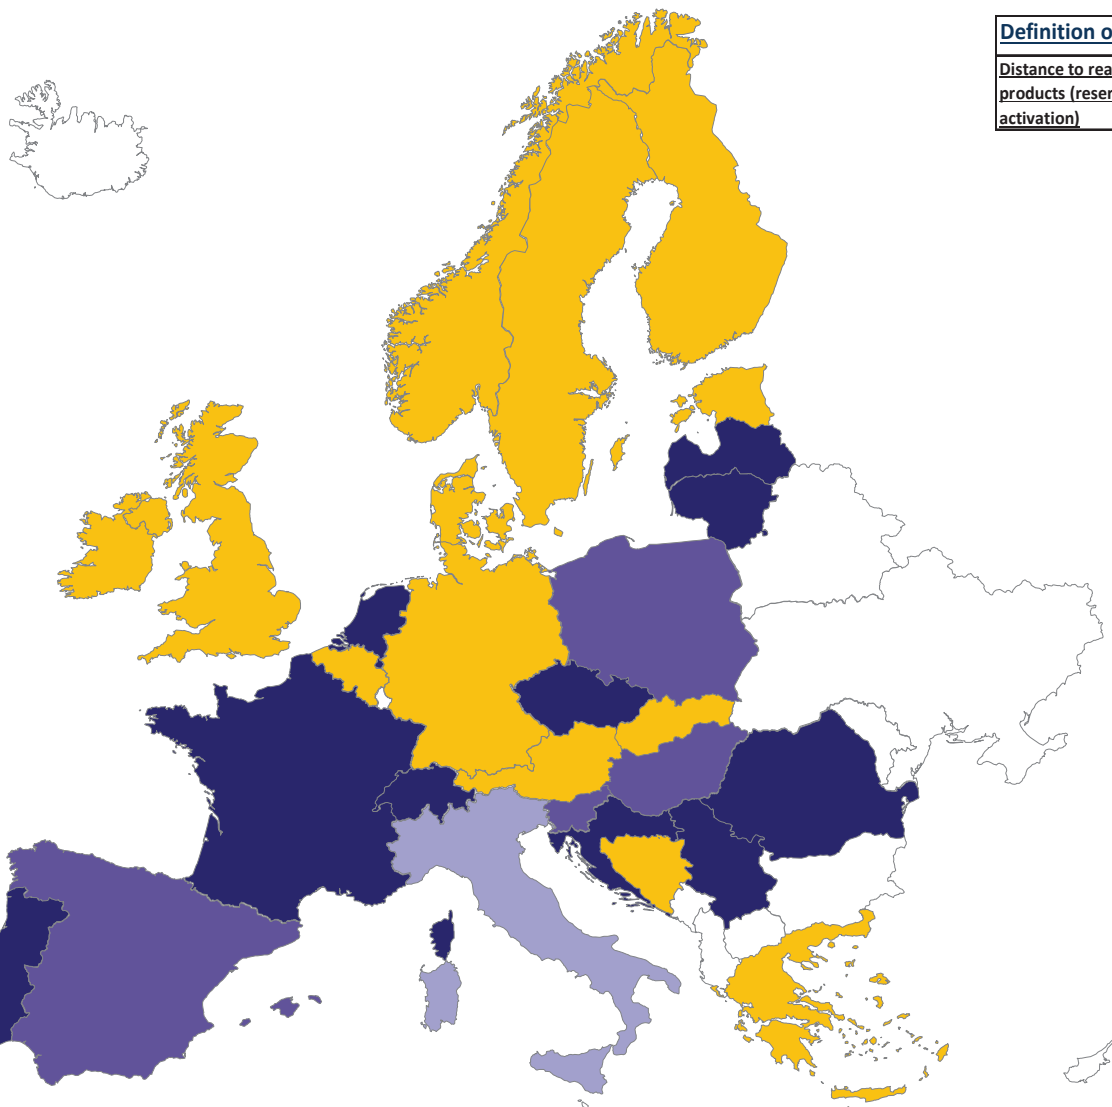 Definition o
Distance to rea
products (reser
activation)